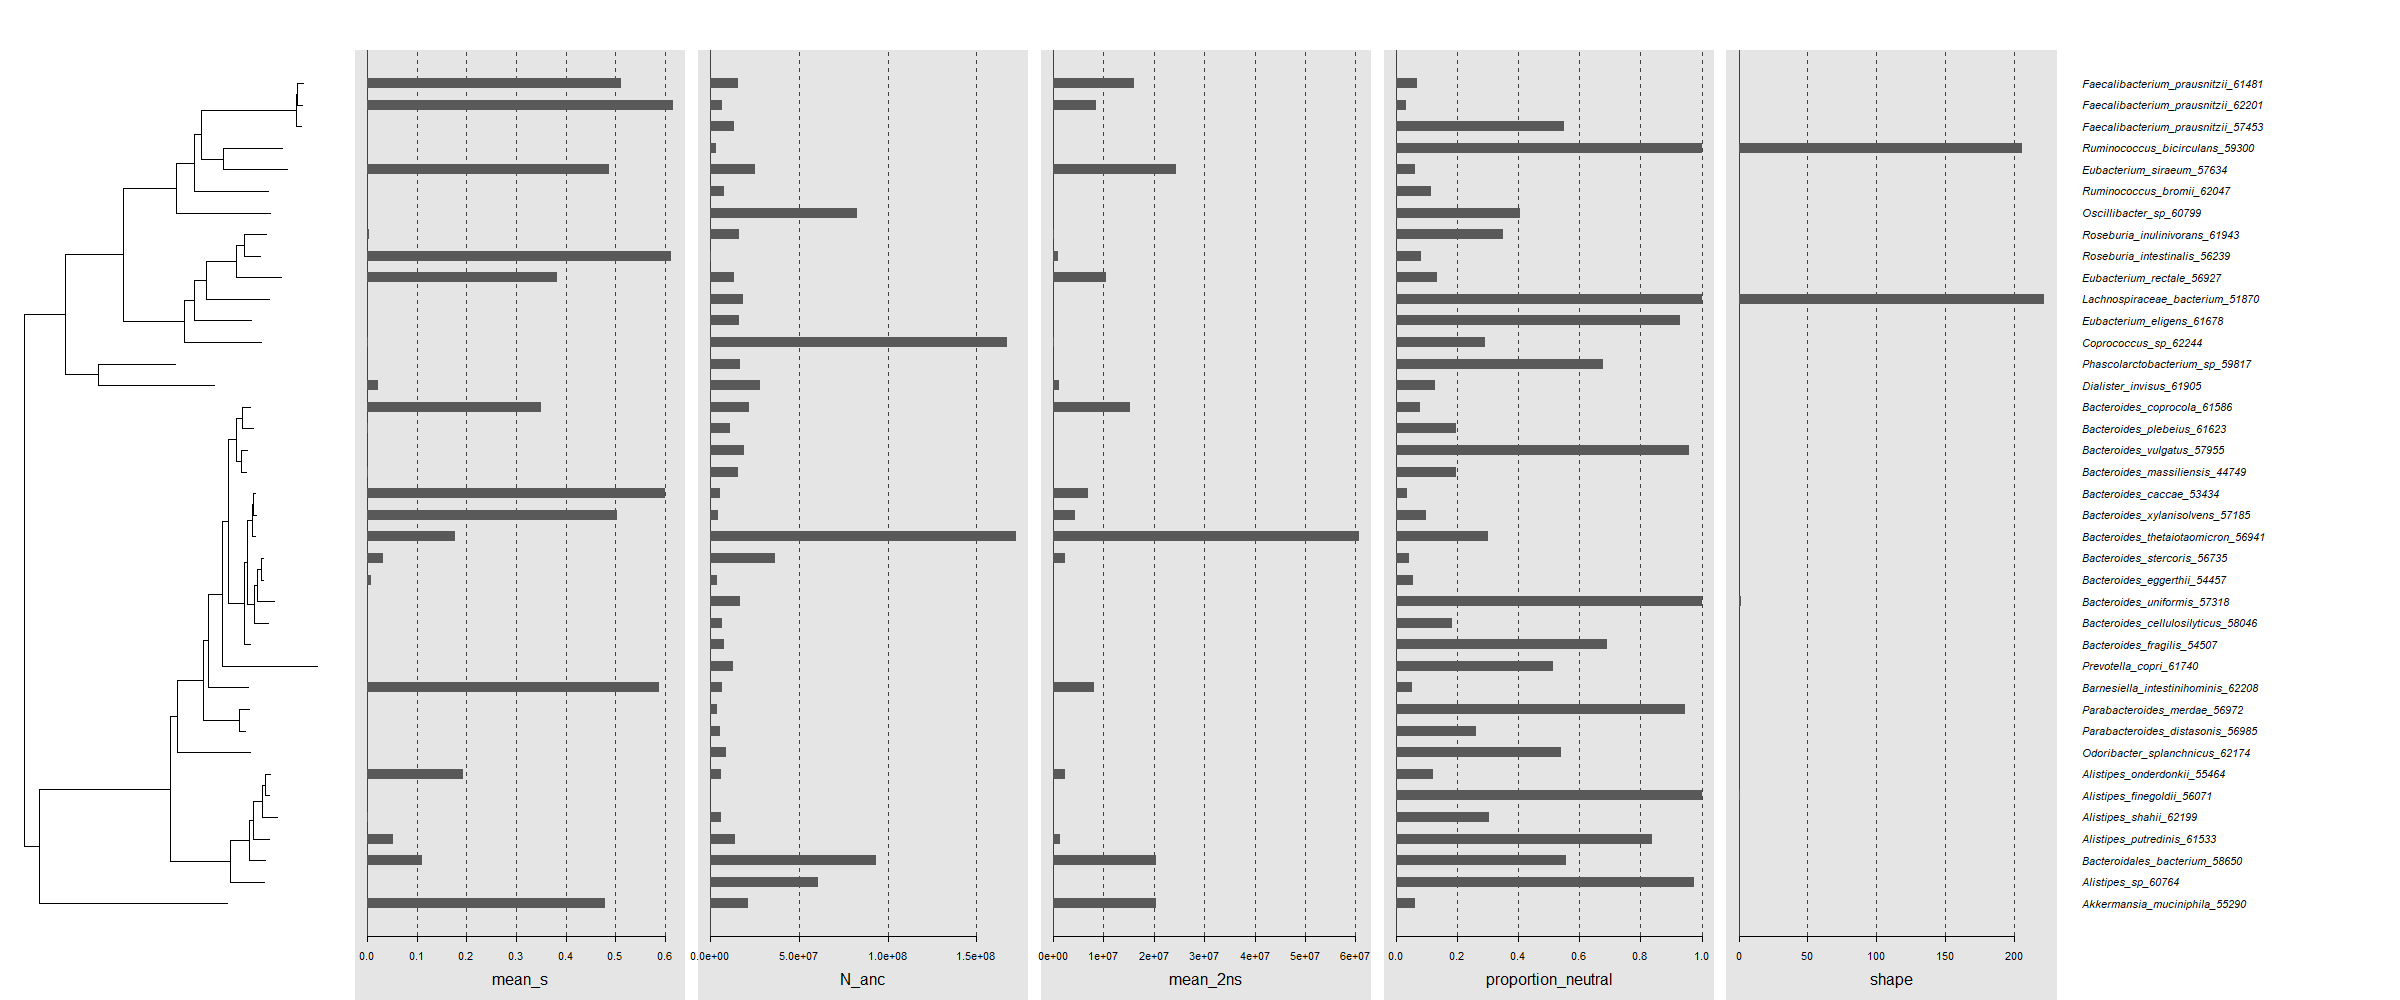 Faecalibacterium_prausnitzii_61481
Faecalibacterium_prausnitzii_62201
Faecalibacterium_prausnitzii_57453
Ruminococcus_bicirculans_59300
Eubacterium_siraeum_57634
Ruminococcus_bromii_62047
Oscillibacter_sp_60799
Roseburia_inulinivorans_61943
Roseburia_intestinalis_56239
Eubacterium_rectale_56927
Lachnospiraceae_bacterium_51870
Eubacterium_eligens_61678
Coprococcus_sp_62244
Phascolarctobacterium_sp_59817
Dialister_invisus_61905
Bacteroides_coprocola_61586
Bacteroides_plebeius_61623
Bacteroides_vulgatus_57955
Bacteroides_massiliensis_44749
Bacteroides_caccae_53434
Bacteroides_xylanisolvens_57185
Bacteroides_thetaiotaomicron_56941
Bacteroides_stercoris_56735
Bacteroides_eggerthii_54457
Bacteroides_uniformis_57318
Bacteroides_cellulosilyticus_58046
Bacteroides_fragilis_54507
Prevotella_copri_61740
Barnesiella_intestinihominis_62208
Parabacteroides_merdae_56972
Parabacteroides_distasonis_56985
Odoribacter_splanchnicus_62174
Alistipes_onderdonkii_55464
Alistipes_finegoldii_56071
Alistipes_shahii_62199
Alistipes_putredinis_61533
Bacteroidales_bacterium_58650
Alistipes_sp_60764
Akkermansia_muciniphila_55290
0.0 0.1 0.2 0.3 0.4 0.5 0.6 0.0e+00 5.0e+07 1.0e+08 1.5e+08 0e+00 1e+07 2e+07 3e+07 4e+07 5e+07 6e+07 0.0 0.2 0.4 0.6 0.8 1.0 0 50 100 150 200
mean_s N_anc mean_2ns proportion_neutral shape